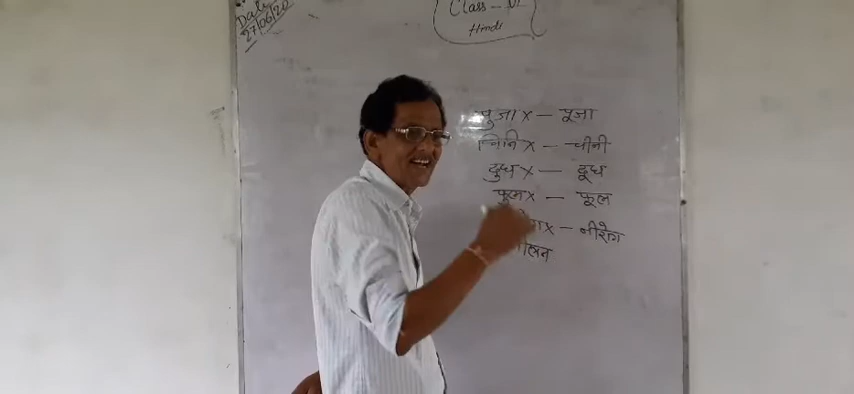 Date
27/06/20
Class - VI
Hindi
पुजा x – पूजा
चिनि x – चीनी
दुध x – दूध
फुल x – फूल
x – नीरोग